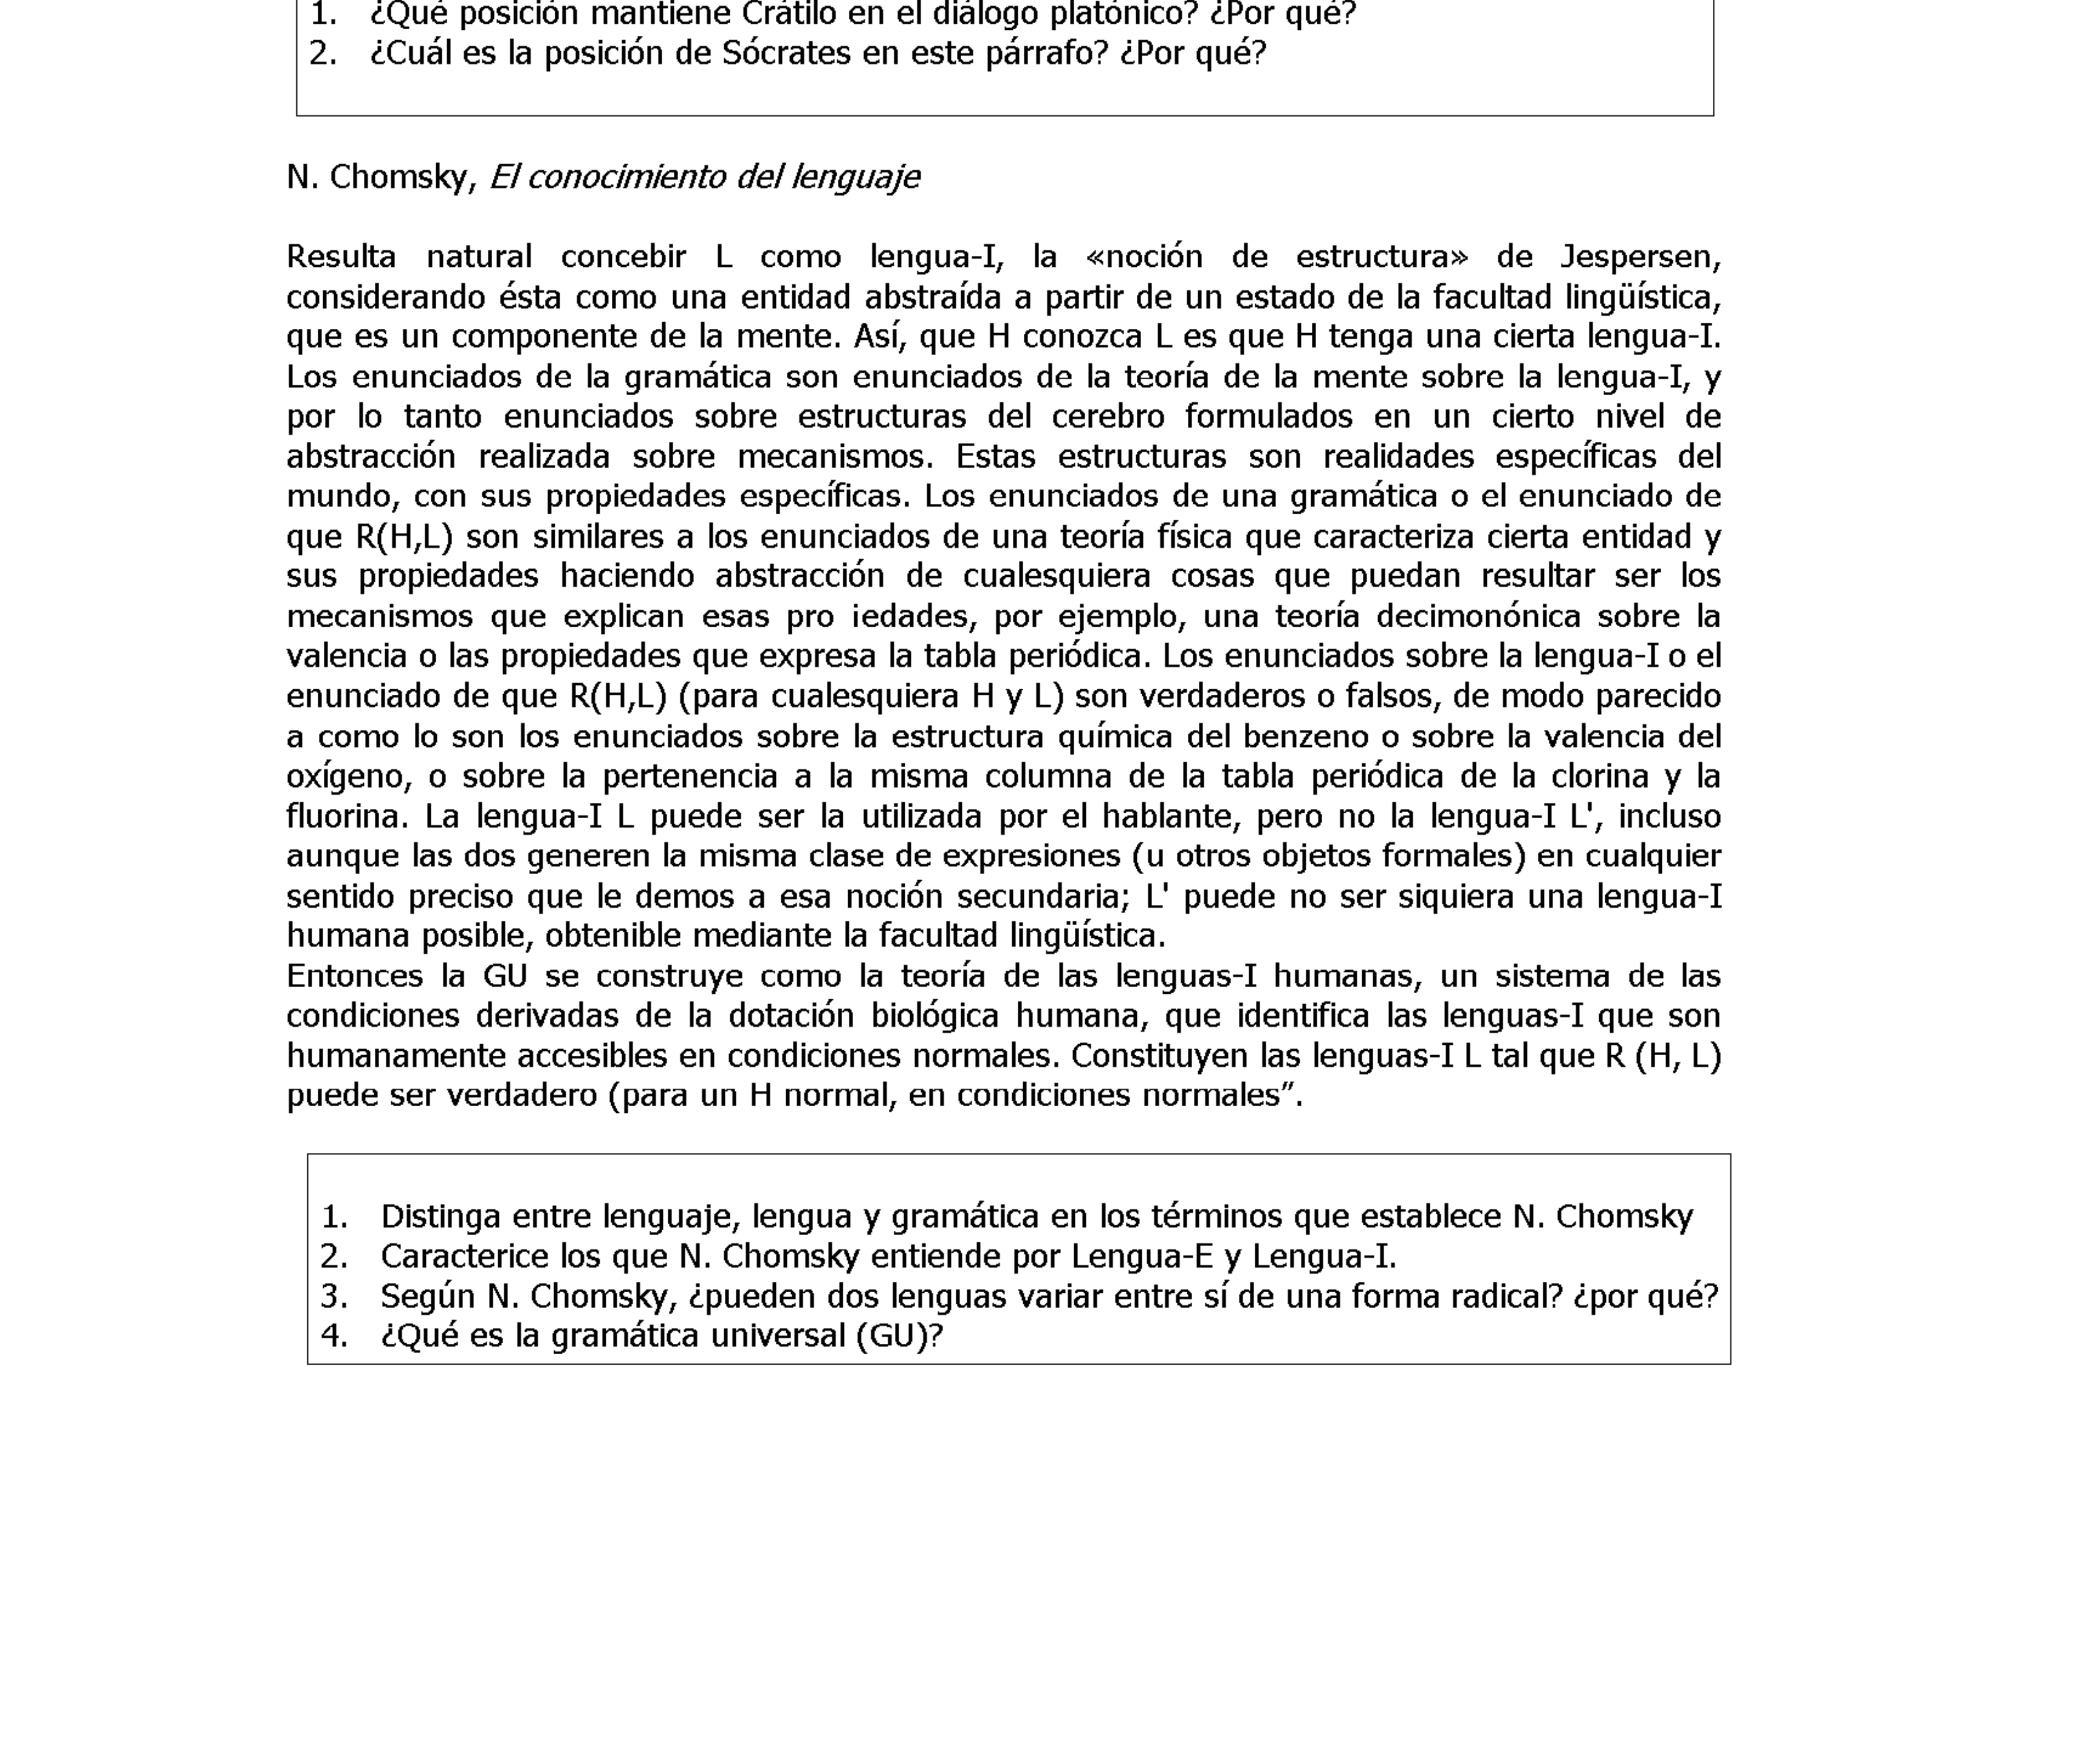 1. ¿Qué posición mantiene Crátilo en el diálogo platónico? ¿Por qué?
2. ¿Cuál es la posición de Sócrates en este párrafo? ¿Por qué?
N. Chomsky, El conocimiento del lenguaje
Resulta natural concebir L como lengua-I, la «noción de estructura» de Jespersen,
considerando ésta como una entidad abstraída a partir de un estado de la facultad lingüística,
que es un componente de la mente. Así, que H conozca L es que H tenga una cierta lengua-I.
Los enunciados de la gramática son enunciados de la teoría de la mente sobre la lengua-I, y
por lo tanto enunciados sobre estructuras del cerebro formulados en un cierto nivel de
abstracción realizada sobre mecanismos. Estas estructuras son realidades específicas del
mundo, con sus propiedades específicas. Los enunciados de una gramática o el enunciado de
que R(H,L) son similares a los enunciados de una teoría física que caracteriza cierta entidad y
sus propiedades haciendo abstracción de cualesquiera cosas que puedan resultar ser los
mecanismos que explican esas pro iedades, por ejemplo, una teoría decimonónica sobre la
valencia o las propiedades que expresa la tabla periódica. Los enunciados sobre la lengua-I o el
enunciado de que R(H,L) (para cualesquiera H y L) son verdaderos o falsos, de modo parecido
a como lo son los enunciados sobre la estructura química del benzeno o sobre la valencia del
oxígeno, o sobre la pertenencia a la misma columna de la tabla periódica de la clorina y la
fluorina. La lengua-I L puede ser la utilizada por el hablante, pero no la lengua-I L', incluso
aunque las dos generen la misma clase de expresiones (u otros objetos formales) en cualquier
sentido preciso que le demos a esa noción secundaria; L' puede no ser siquiera una lengua-I
humana posible, obtenible mediante la facultad lingüística.
Entonces la GU se construye como la teoría de las lenguas-I humanas, un sistema de las
condiciones derivadas de la dotación biológica humana, que identifica las lenguas-I que son
humanamente accesibles en condiciones normales. Constituyen las lenguas-I L tal que R (H, L)
puede ser verdadero (para un H normal, en condiciones normales”.
1. Distinga entre lenguaje, lengua y gramática en los términos que establece N. Chomsky
2. Caracterice los que N. Chomsky entiende por Lengua-E y Lengua-I.
3. Según N. Chomsky, ¿pueden dos lenguas variar entre sí de una forma radical? ¿por qué?
4. ¿Qué es la gramática universal (GU)?